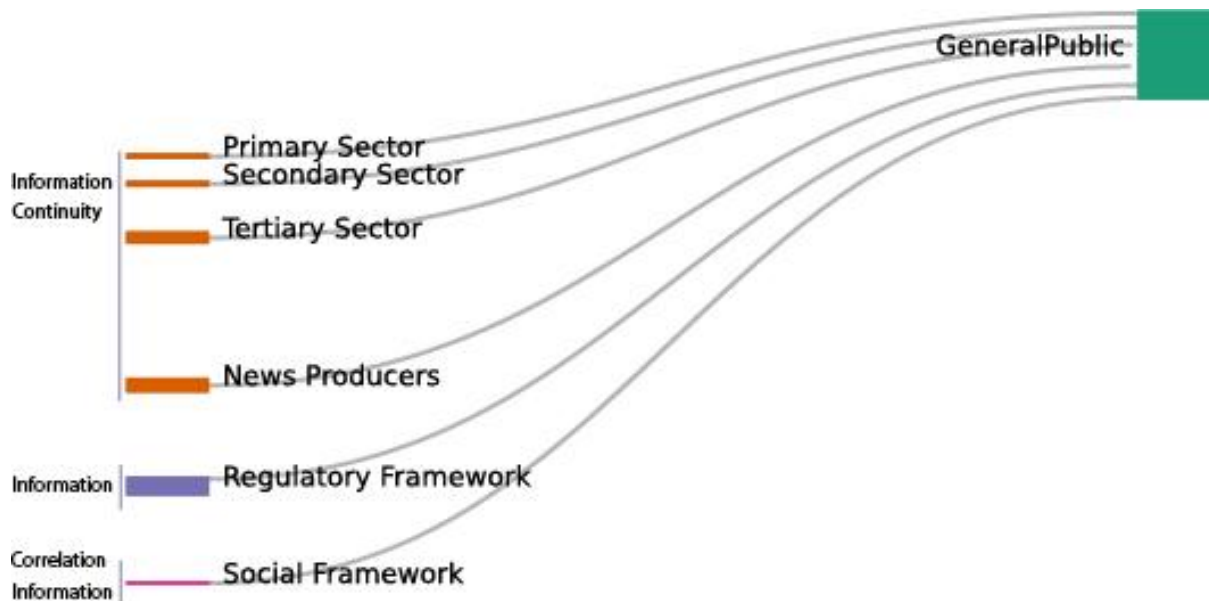 GeneralPublic
Primary Sector
Information
Continuity
Secondary Sector
Tertiary Sector
News Producers
Information
Regulatory Framework
Correlation
Information
Social Framework